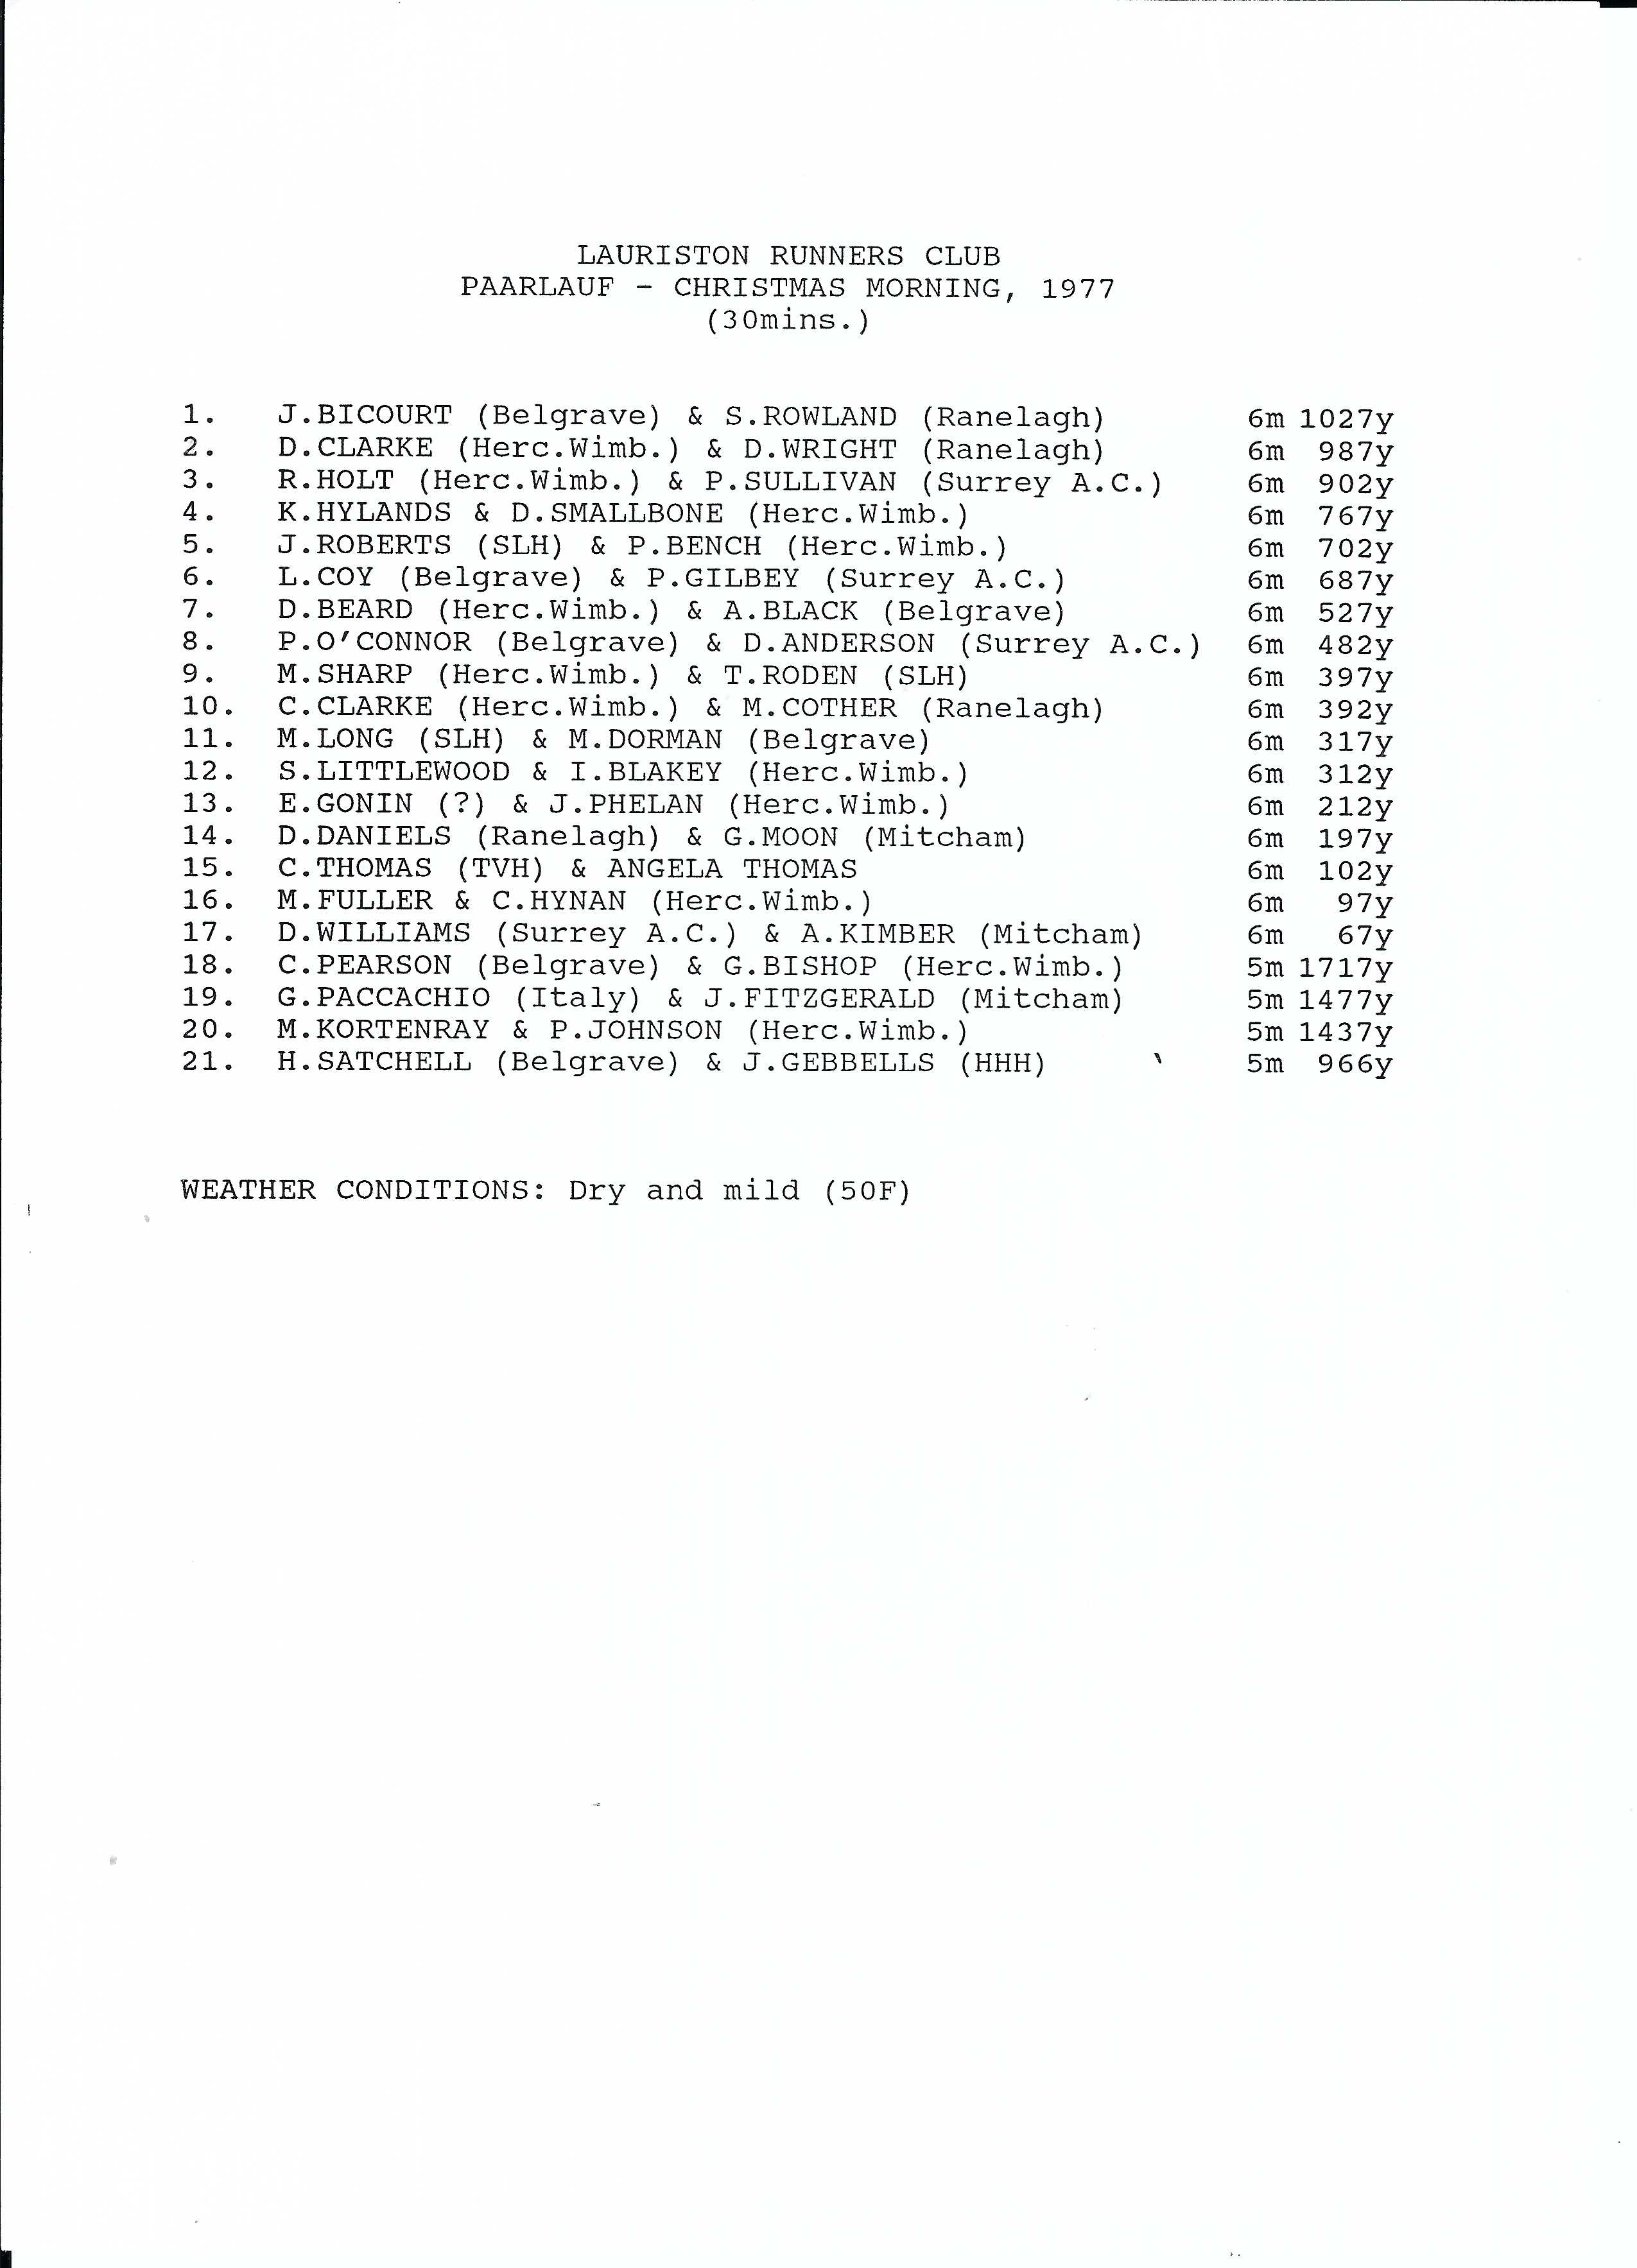 LAURISTON RUNNERS CLUB
PAARLAUF - CHRISTMAS MORNING, 1977
(30mins.)
1. J.BICOURT (Belgrave) & S.ROWLAND (Ranelagh) 6m 1027y
2. D.CLARKE (Herc.Wimb.) & D.WRIGHT (Ranelagh) 6m 987y
3. R.HOLT (Herc.Wimb.) & P.SULLIVAN (Surrey A.C.) 6m 902y
4. K.HYLANDS & D.SMALLBONE (Herc.Wimb.) 6m 767y
5. J.ROBERTS (SLH) & P.BENCH (Herc.Wimb.) 6m 702y
6. L.COY (Belgrave) & P.GILBEY (Surrey A.C.) 6m 687y
7. D.BEARD (Herc.Wimb.) & A.BLACK (Belgrave) 6m 527y
8. P.O'CONNOR (Belgrave) & D.ANDERSON (Surrey A.C.) 6m 482y
9. M.SHARP (Herc.Wimb.) & T.RODEN (SLH) 6m 397y
10. C.CLARKE (Herc.Wimb.) & M.COTHER (Ranelagh) 6m 392y
11. M.LONG (SLH) & M.DORMAN (Belgrave) 6m 317y
12. S.LITTLEWOOD & I.BLAKEY (Herc.Wimb.) 6m 312y
13. E.GONIN (?) & J.PHELAN (Herc.Wimb.) 6m 212y
14. D.DANIELS (Ranelagh) & G.MOON (Mitcham) 6m 197y
15. C.THOMAS (TVH) & ANGELA THOMAS 6m 102y
16. M.FULLER & C.HYNAN (Herc.Wimb.) 6m 97y
17. D.WILLIAMS (Surrey A.C.) & A.KIMBER (Mitcham) 6m 67y
18. C.PEARSON (Belgrave) & G.BISHOP (Herc.Wimb.) 5m 1717y
19. G.PACCACHIO (Italy) & J.FITZGERALD (Mitcham) 5m 1477y
20. M.KORTENRAY & P.JOHNSON (Herc.Wimb.) 5m 1437y
21. H.SATCHELL (Belgrave) & J.GEBBELLS (HHH) 5m 966y
WEATHER CONDITIONS: Dry and mild (50F)